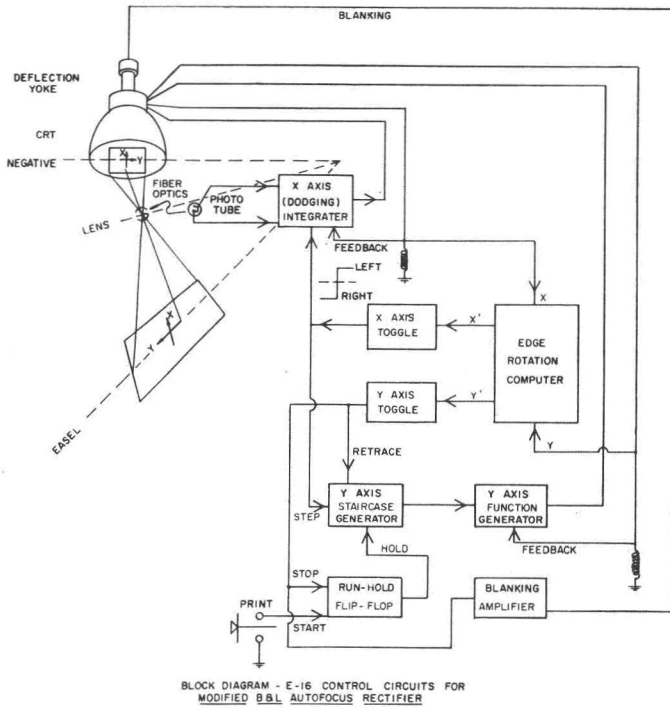 BLANKING
DEFLECTION
YOKE
CRT
NEGATIVE
X
Y
FIBER
OPTICS
PHOTO
TUBE
LENS
X AXIS
(DODGING)
INTEGRATER
FEEDBACK
LEFT
RIGHT
X
X AXIS
TOGGLE
X'
EDGE
ROTATION
COMPUTER
Y AXIS
TOGGLE
Y'
Y
X
Y
EASEL
RETRACE
STEP
Y AXIS
STAIRCASE
GENERATOR
Y AXIS
FUNCTION
GENERATOR
HOLD
FEEDBACK
STOP
RUN-HOLD
FLIP-FLOP
BLANKING
AMPLIFIER
PRINT
START
BLOCK DIAGRAM - E-16 CONTROL CIRCUITS FOR
MODIFIED B&L AUTOFOCUS RECTIFIER